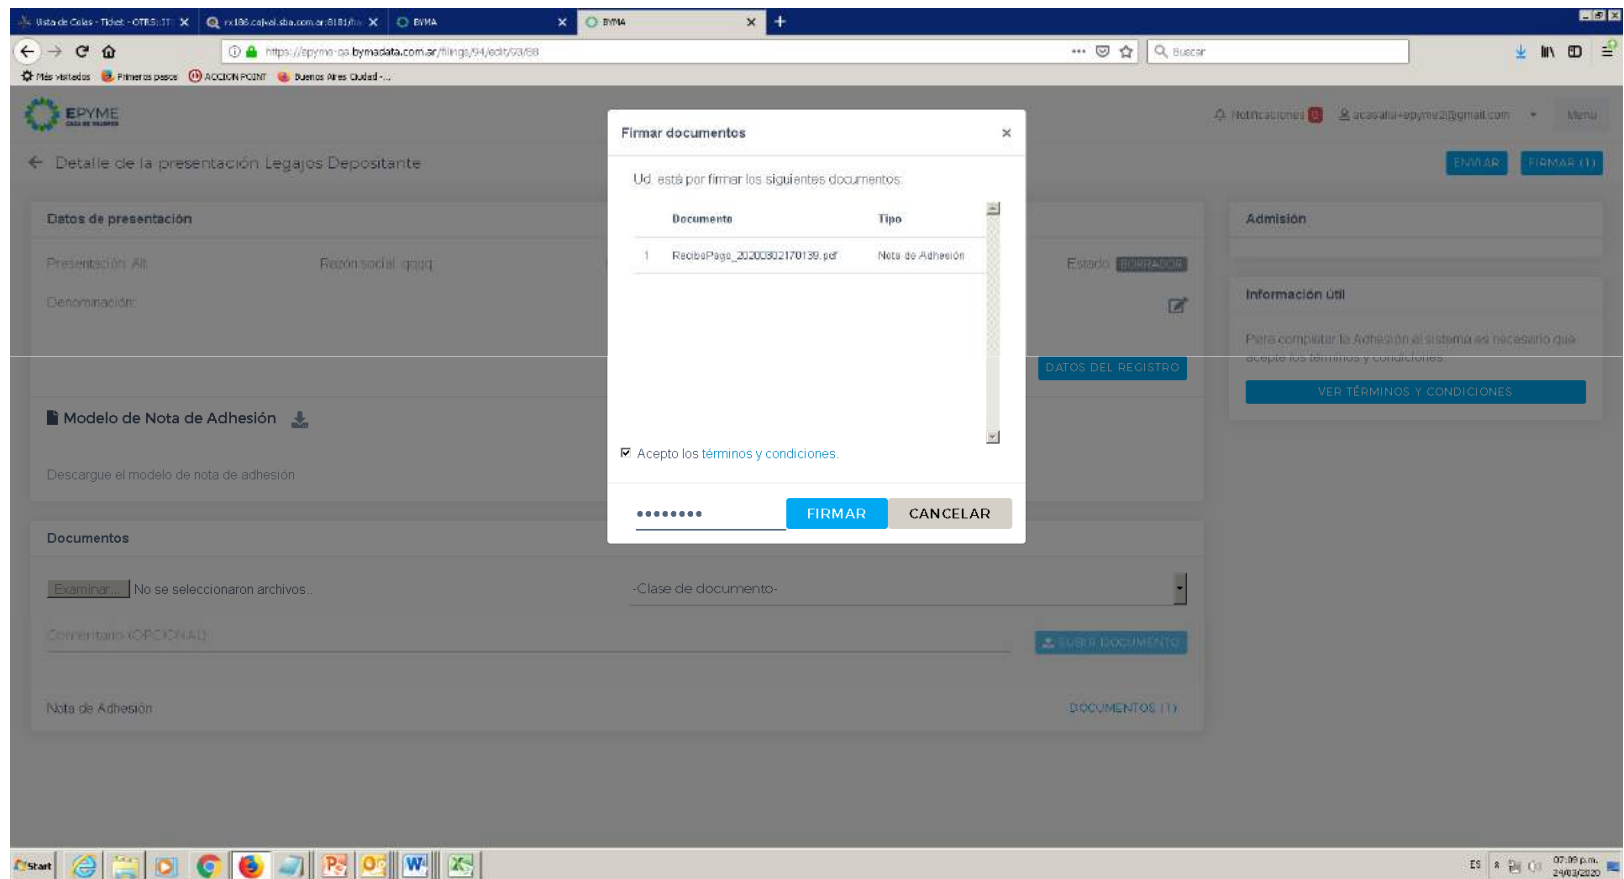 Vista de Colas - Ticket - OTRS::IT
BYMA
BYMA
https://epyme-qa.bymadata.com.ar/filings/94/edit/93/88
Buscar
Más visitados
Primeros pasos
ACCION POINT
Buenos Aires Ciudad -...
EPYME
Notificaciones
Menu
Detalle de la presentación Legajos Depositante
ENVIAR
FIRMAR (1)
Firmar documentos
Ud. está por firmar los siguientes documentos:
Documento Tipo
1 ReciboPago_20200302170139.pdf Nota de Adhesión
Acepto los términos y condiciones.
FIRMAR
CANCELAR
Datos de presentación
Presentación: Alt
Razón social: qqqq
Estado: BORRADOR
Denominación:
DATOS DEL REGISTRO
Modelo de Nota de Adhesión
Descargue el modelo de nota de adhesión
Admisión
Información útil
Para completar la Adhesión al sistema es necesario que
acepte los términos y condiciones.
VER TÉRMINOS Y CONDICIONES
Documentos
Examinar... No se seleccionaron archivos..
-Clase de documento-
Comentario (OPCIONAL)
SUBIR DOCUMENTO
Nota de Adhesión
DOCUMENTOS (1)
Start
ES
07:09 p.m.
24/03/2020